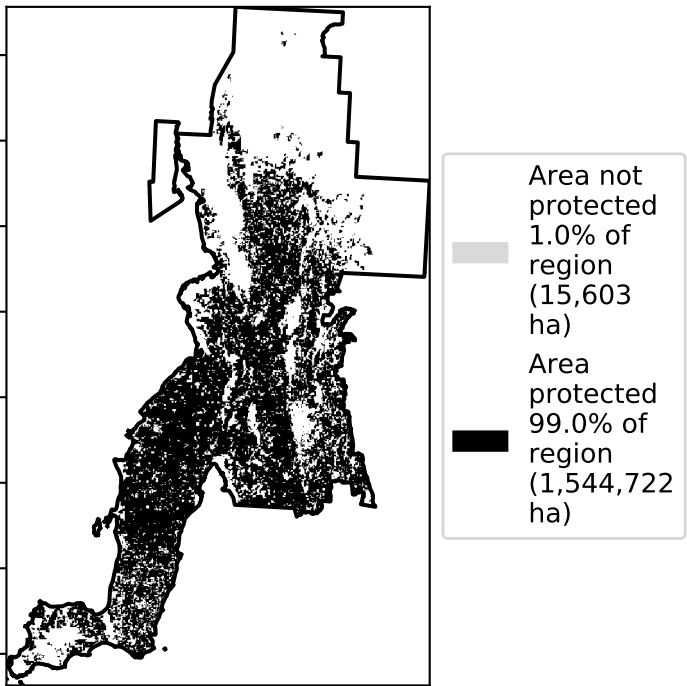 Area not
protected
1.0% of
region
(15,603
ha)
Area
protected
99.0% of
region
(1,544,722
ha)